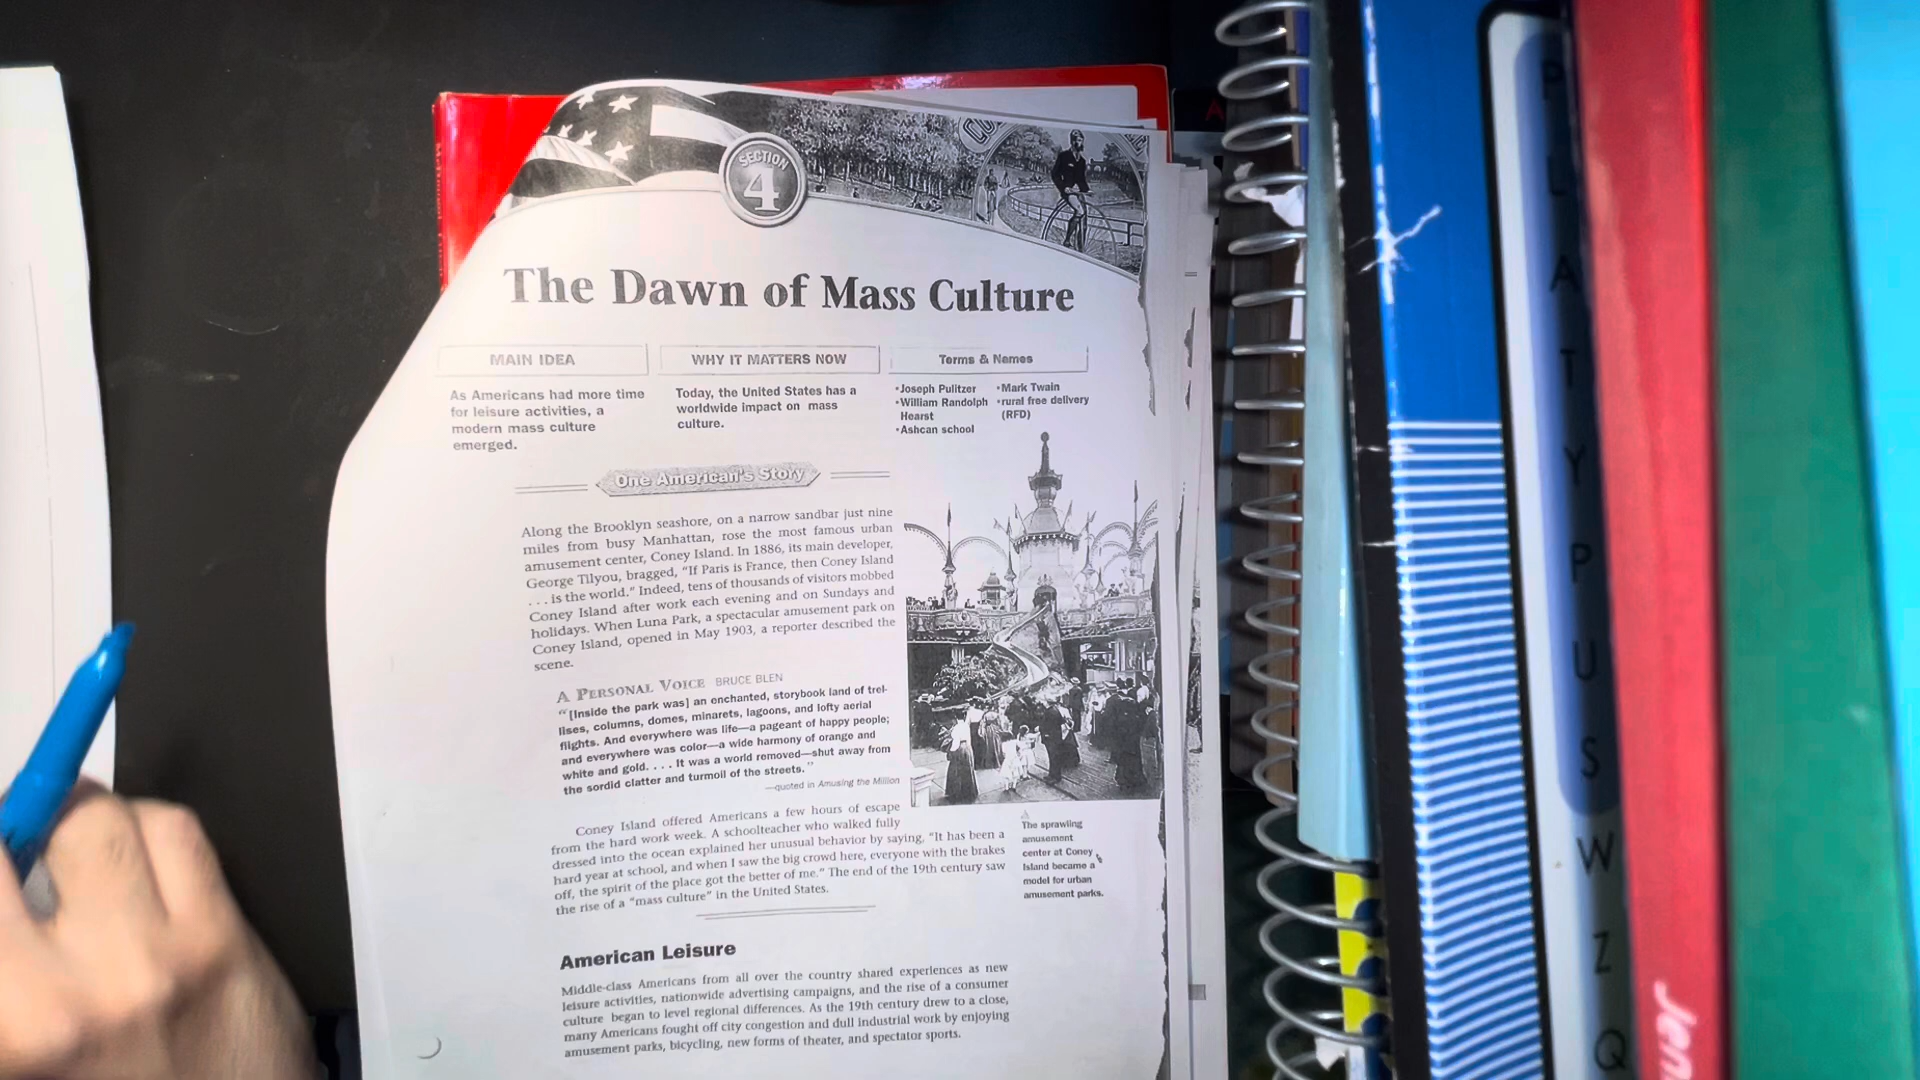 SECTION
4
The Dawn of Mass Culture
MAIN IDEA
As Americans had more time
for leisure activities, a
modern mass culture
emerged.
WHY IT MATTERS NOW
Today, the United States has a
worldwide impact on mass
culture.
Terms & Names
•Joseph Pulitzer
•William Randolph
Hearst
•Ashcan school
•Mark Twain
•rural free delivery
(RFD)
One American's Story
Along the Brooklyn seashore, on a narrow sandbar just nine
miles from busy Manhattan, rose the most famous urban
amusement center, Coney Island. In 1886, its main developer,
George Tilyou, bragged, “If Paris is France, then Coney Island
. . . is the world.” Indeed, tens of thousands of visitors mobbed
Coney Island after work each evening and on Sundays and
holidays. When Luna Park, a spectacular amusement park on
Coney Island, opened in May 1903, a reporter described the
scene.
A PERSONAL VOICE BRUCE BLEN
“[Inside the park was] an enchanted, storybook land of trel-
lises, columns, domes, minarets, lagoons, and lofty aerial
flights. And everywhere was life—a pageant of happy people;
and everywhere was color—a wide harmony of orange and
white and gold. . . . It was a world removed—shut away from
the sordid clatter and turmoil of the streets.”
—quoted in Amusing the Million
Coney Island offered Americans a few hours of escape
from the hard work week. A schoolteacher who walked fully
dressed into the ocean explained her unusual behavior by saying, “It has been a
hard year at school, and when I saw the big crowd here, everyone with the brakes
off, the spirit of the place got the better of me.” The end of the 19th century saw
the rise of a “mass culture” in the United States.
The sprawling
amusement
center at Coney
Island became a
model for urban
amusement parks.
American Leisure
Middle-class Americans from all over the country shared experiences as new
leisure activities, nationwide advertising campaigns, and the rise of a consumer
culture began to level regional differences. As the 19th century drew to a close,
many Americans fought off city congestion and dull industrial work by enjoying
amusement parks, bicycling, new forms of theater, and spectator sports.
PLATYPUS
W
Z
Q